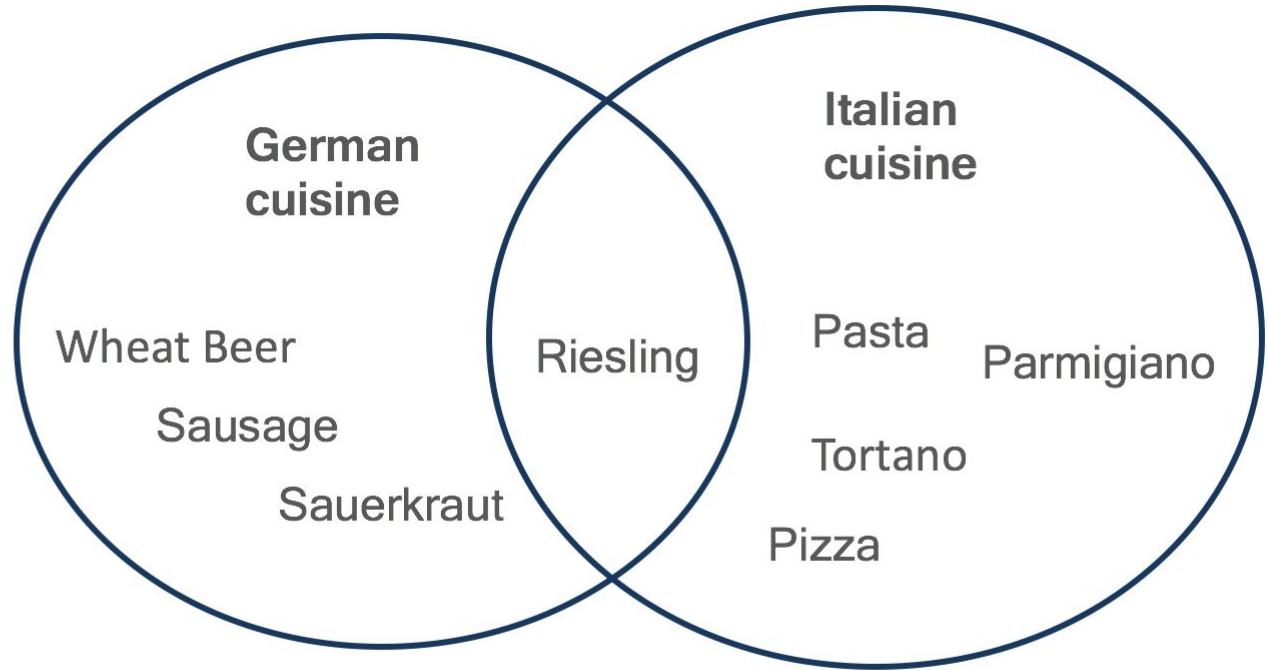 German
cuisine
Italian
cuisine
Wheat Beer
Sausage
Sauerkraut
Riesling
Pasta
Parmigiano
Tortano
Pizza